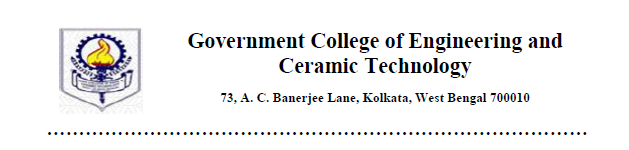 Government College of Engineering and
Ceramic Technology
73, A. C. Banerjee Lane, Kolkata, West Bengal 700010